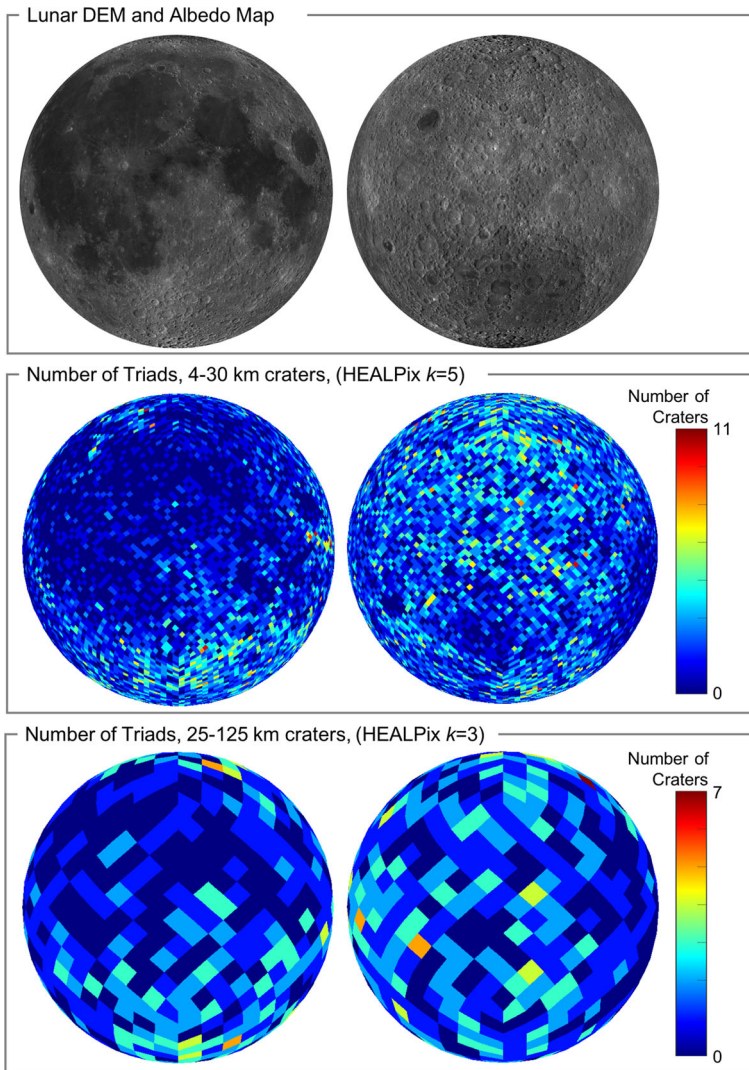 Lunar DEM and Albedo Map
Number of Triads, 4-30 km craters, (HEALPix k=5)
Number of
Craters
11
0
Number of Triads, 25-125 km craters, (HEALPix k=3)
Number of
Craters
7
0